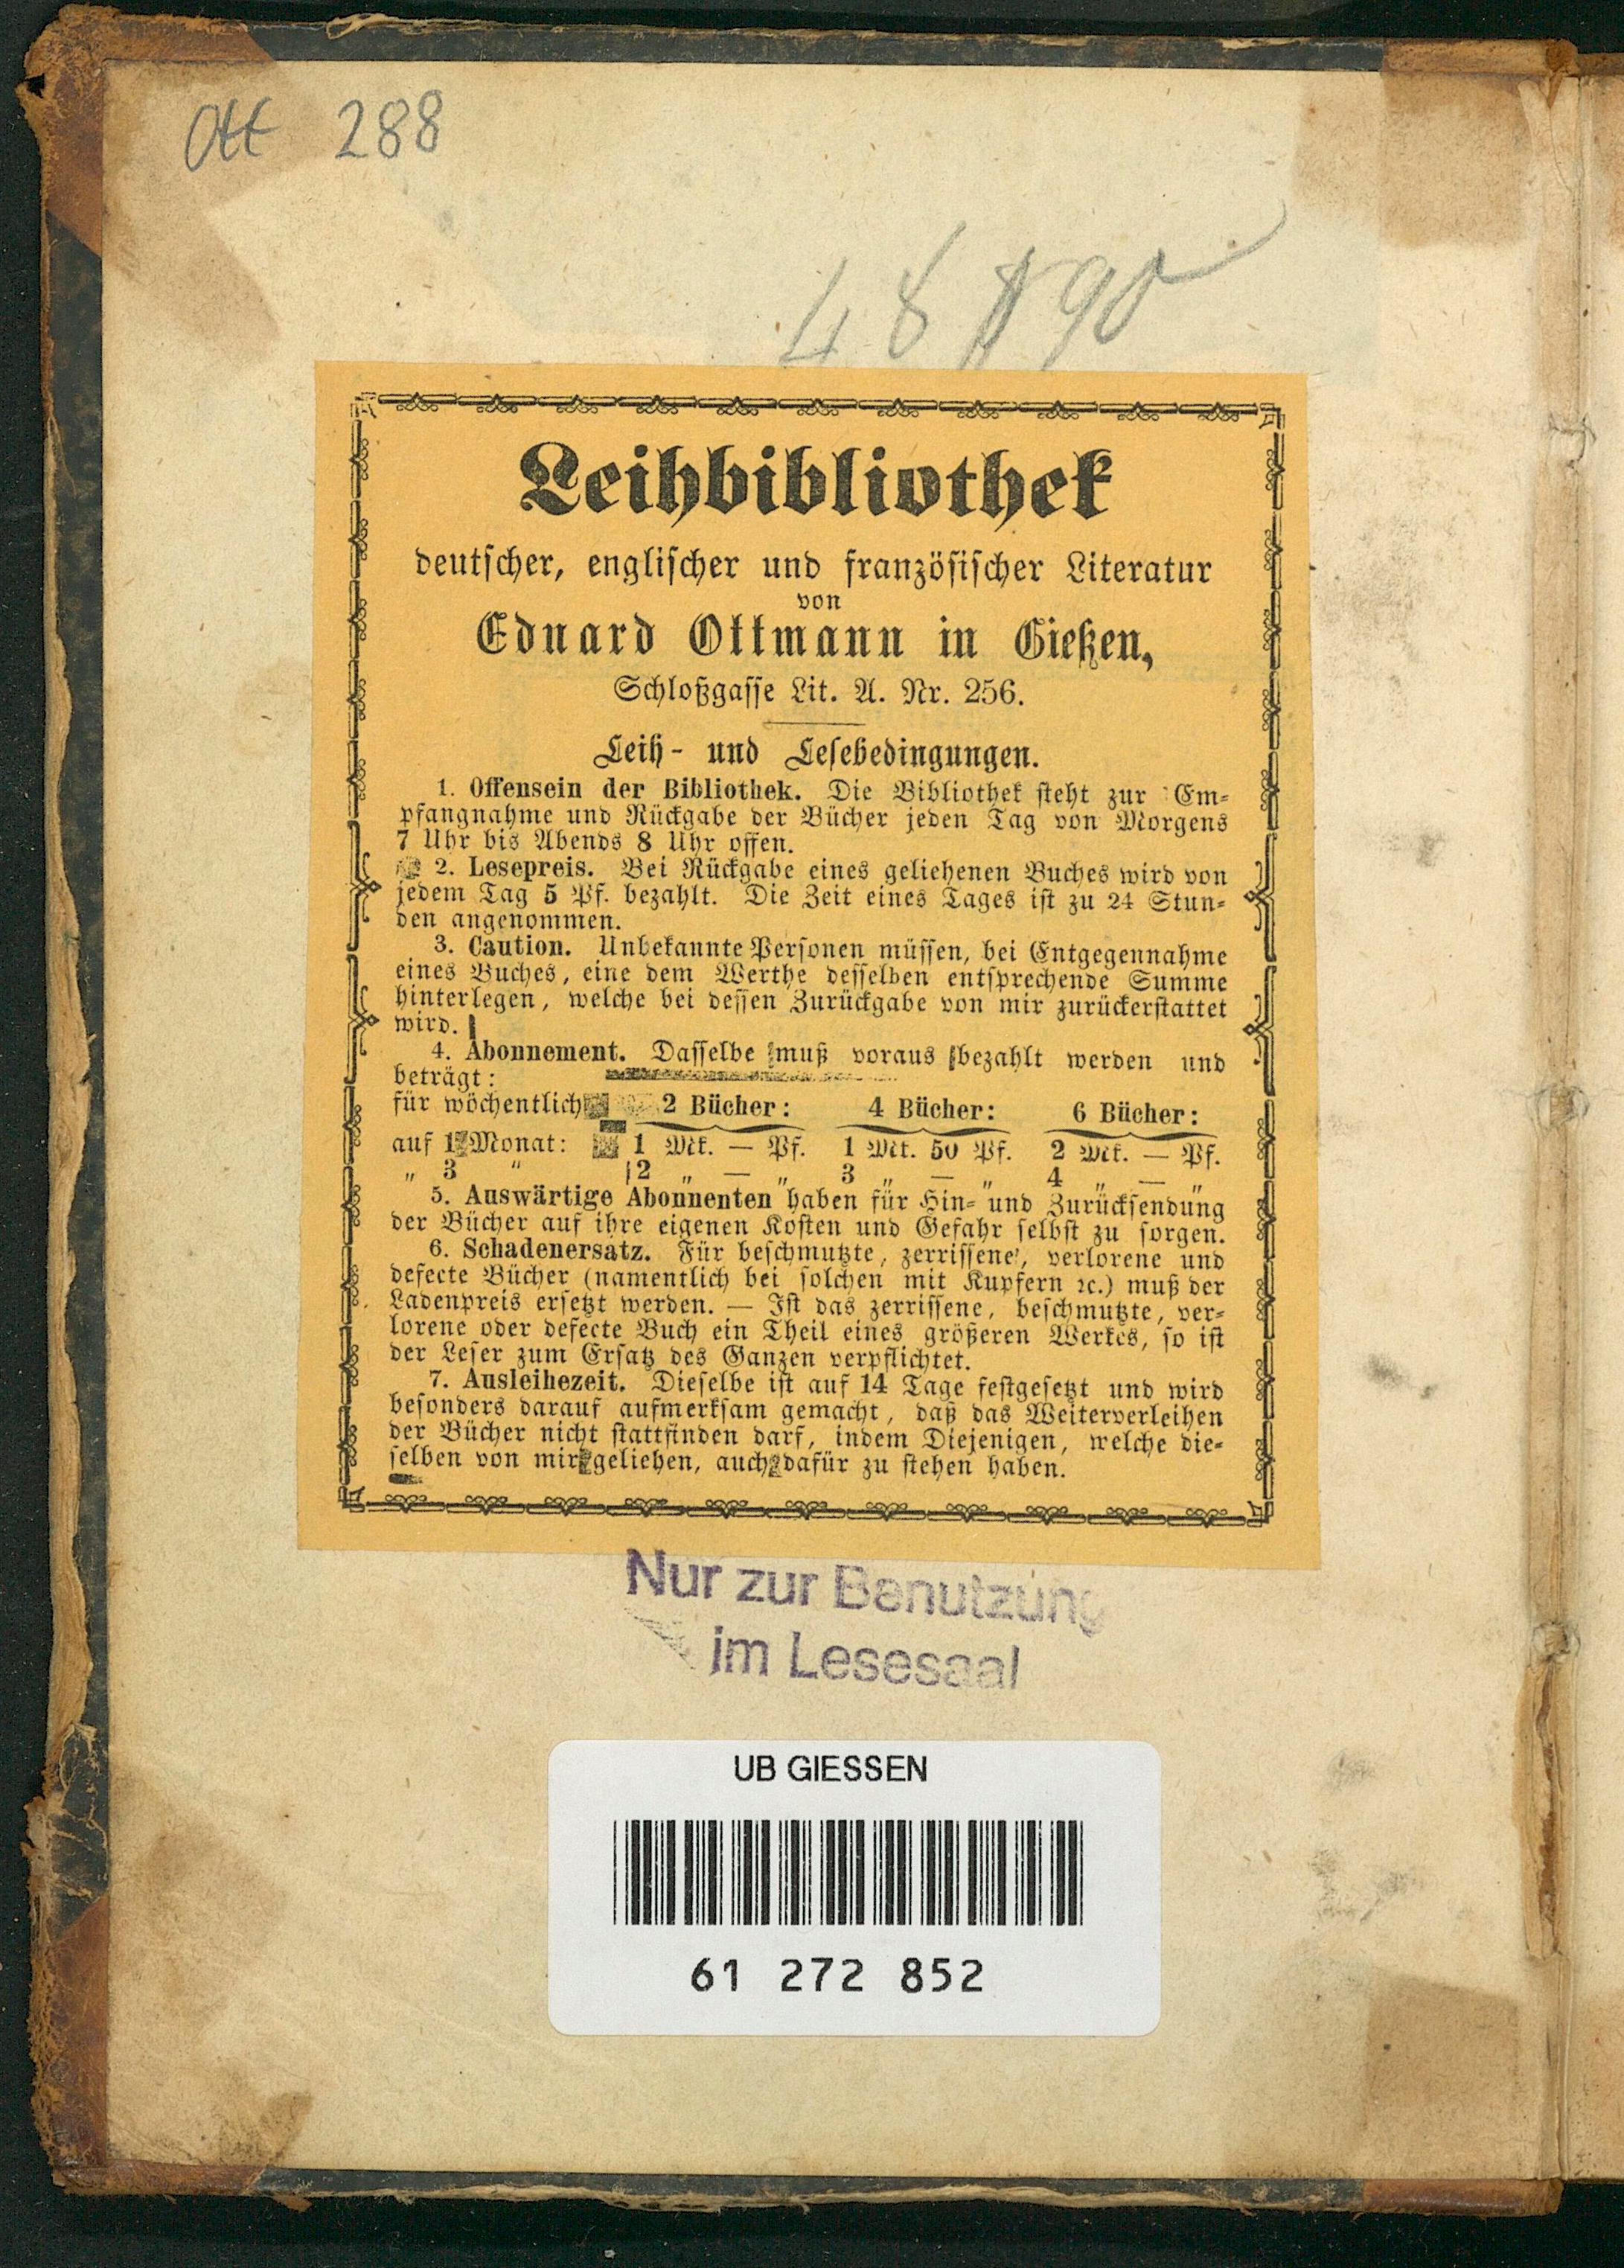 Ott 288
48 90
Leihbibliothek
deutscher, englischer und französischer Literatur
von
Eduard Ottmann in Gießen,
Schloßgasse Lit. A. Nr. 256.
Leih- und Lesebedingungen.
1. Offensein der Bibliothek. Die Bibliothek steht zur Em-
pfangnahme und Rückgabe der Bücher jeden Tag von Morgens
7 Uhr bis Abends 8 Uhr offen.
2. Lesepreis. Bei Rückgabe eines geliehenen Buches wird von
jedem Tag 5 Pf. bezahlt. Die Zeit eines Tages ist zu 24 Stun-
den angenommen.
3. Caution. Unbekannte Personen müssen, bei Entgegennahme
eines Buches, eine dem Werthe desselben entsprechende Summe
hinterlegen, welche bei dessen Zurückgabe von mir zurückerstattet
wird.
4. Abonnement. Dasselbe muß voraus bezahlt werden und
beträgt:
für wöchentlich 2 Bücher: 4 Bücher: 6 Bücher:
auf 1 Monat: 1 Mk. — Pf. 1 Mk. 50 Pf. 2 Mk. — Pf.
„ 3 „ 2 „ — „ 3 „ — „ 4 „ — „
5. Auswärtige Abonnenten haben für Hin- und Zurücksendung
der Bücher auf ihre eigenen Kosten und Gefahr selbst zu sorgen.
6. Schadenersatz. Für beschmutzte, zerrissene, verlorene und
defecte Bücher (namentlich bei solchen mit Kupfern ꝛc.) muß der
Ladenpreis ersetzt werden. — Ist das zerrissene, beschmutzte, ver-
lorene oder defecte Buch ein Theil eines größeren Werkes, so ist
der Leser zum Ersatz des Ganzen verpflichtet.
7. Ausleihezeit. Dieselbe ist auf 14 Tage festgesetzt und wird
besonders darauf aufmerksam gemacht, daß das Weiterverleihen
der Bücher nicht stattfinden darf, indem Diejenigen, welche die-
selben von mir geliehen, auch dafür zu stehen haben.
Nur zur Benutzung
im Lesesaal
UB GIESSEN
61 272 852